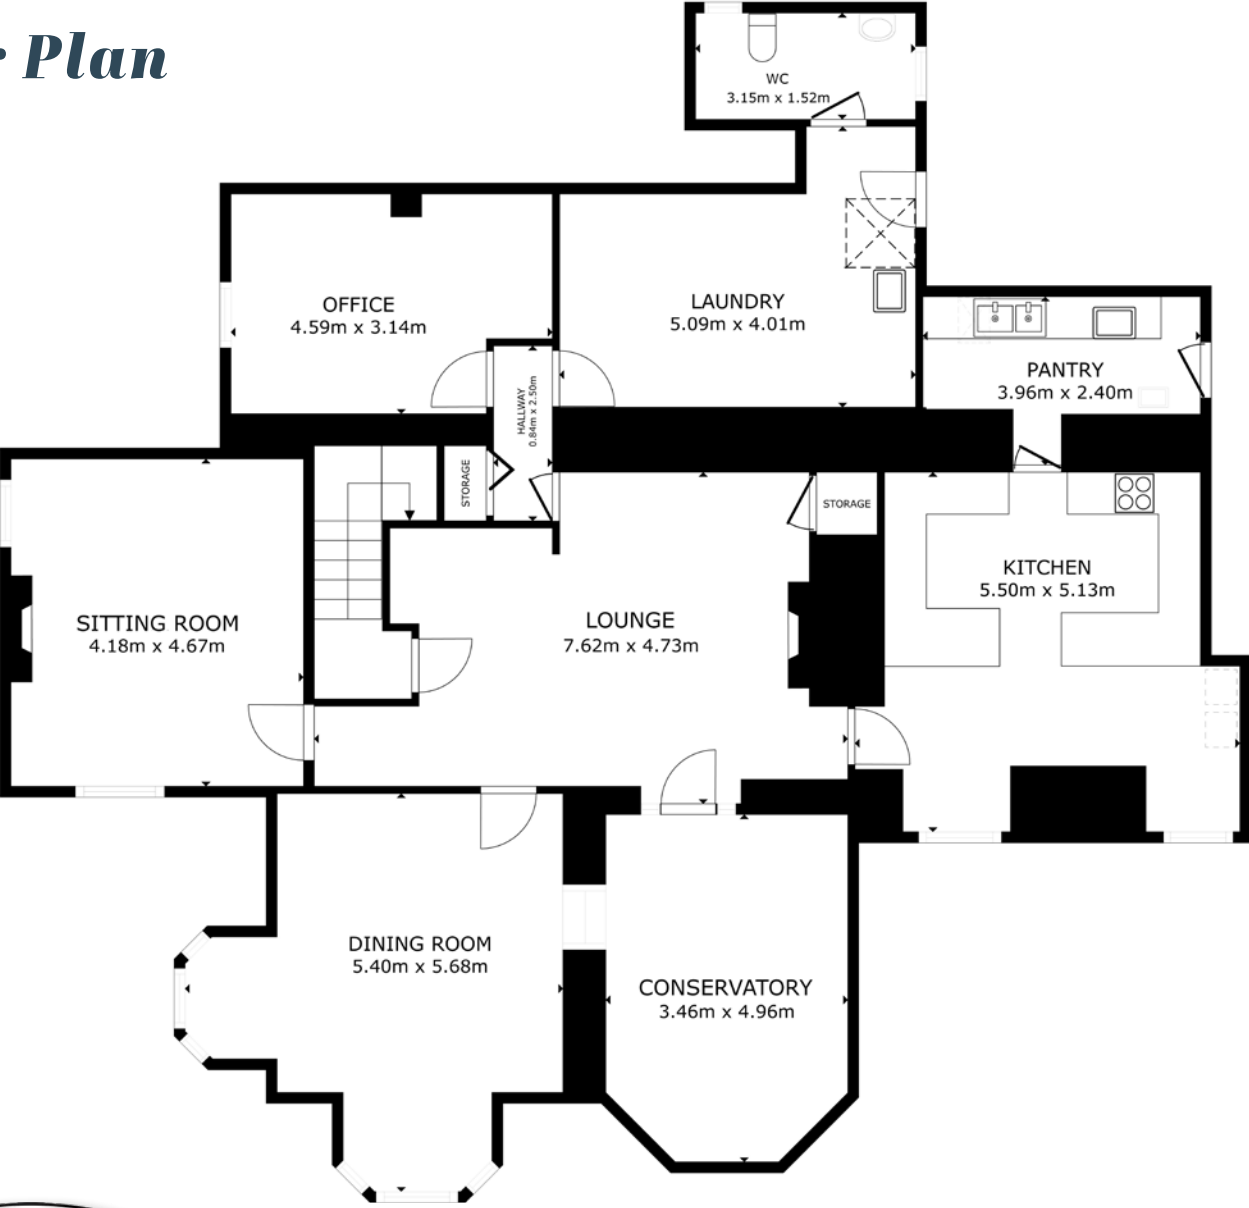 Plan
WC
3.15m x 1.52m
OFFICE
4.59m x 3.14m
LAUNDRY
5.09m x 4.01m
HALLWAY
0.84m x 2.50m
PANTRY
3.96m x 2.40m
STORAGE
STORAGE
SITTING ROOM
4.18m x 4.67m
LOUNGE
7.62m x 4.73m
KITCHEN
5.50m x 5.13m
DINING ROOM
5.40m x 5.68m
CONSERVATORY
3.46m x 4.96m